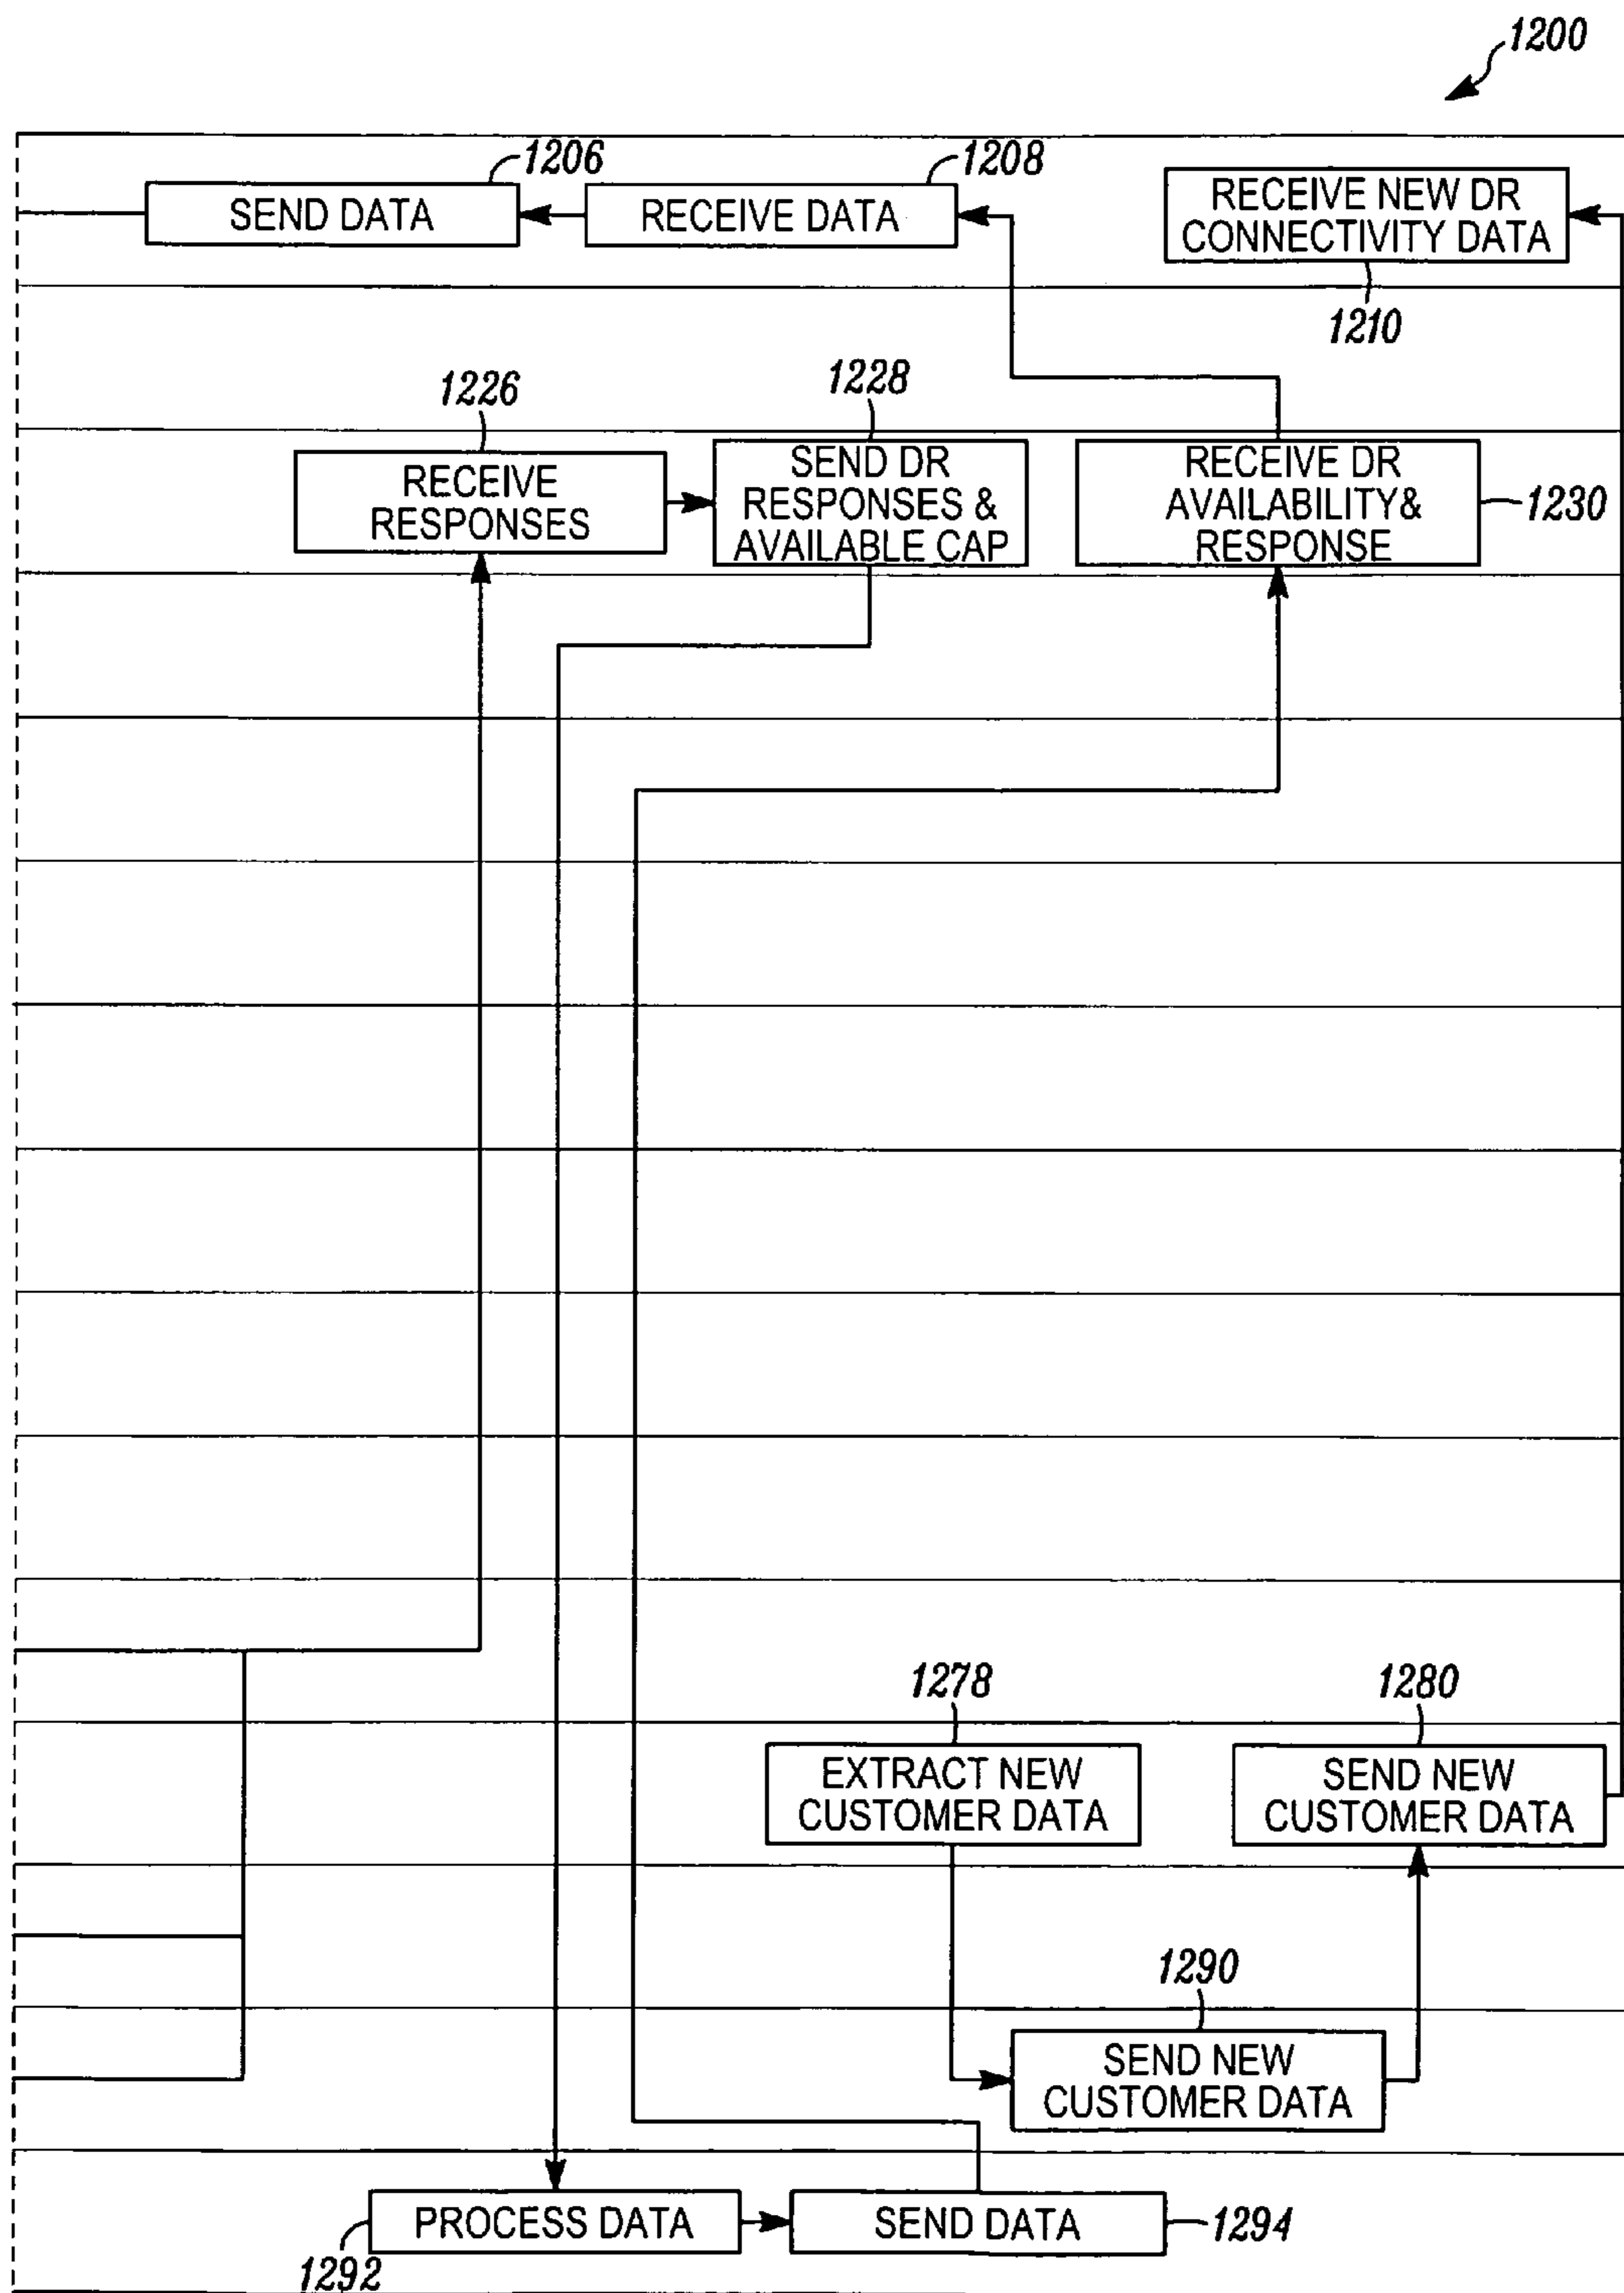 1200
1206
1208
SEND DATA
RECEIVE DATA
RECEIVE NEW DR
CONNECTIVITY DATA
1210
1226
1228
RECEIVE
RESPONSES
SEND DR
RESPONSES &
AVAILABLE CAP
RECEIVE DR
AVAILABILITY&
RESPONSE
1230
1278
1280
EXTRACT NEW
CUSTOMER DATA
SEND NEW
CUSTOMER DATA
1290
SEND NEW
CUSTOMER DATA
PROCESS DATA
SEND DATA
1294
1292